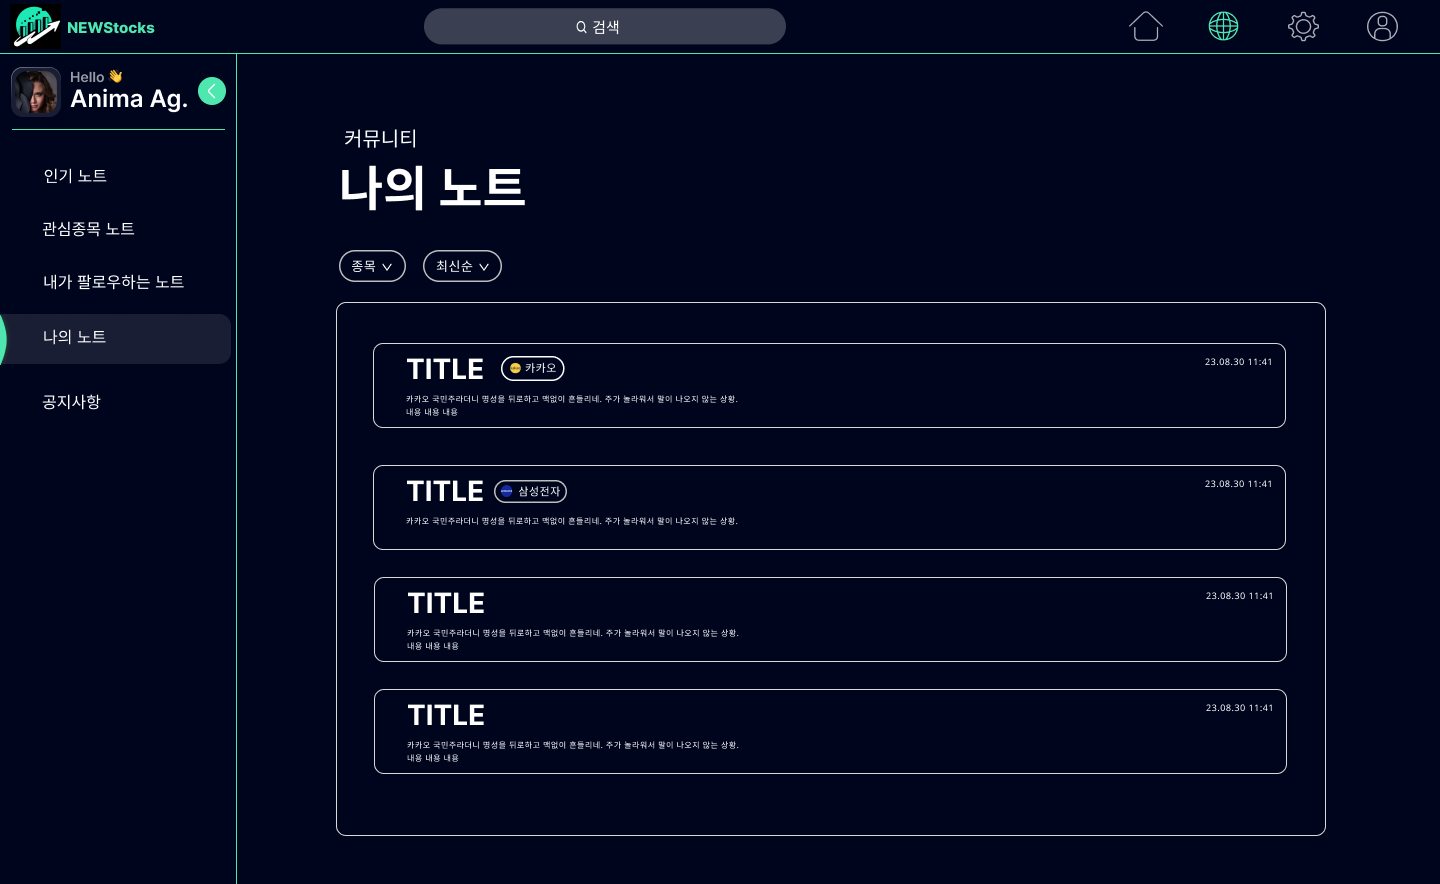 NEWStocks
검색
Hello 👋
Anima Ag.
인기 노트
관심종목 노트
내가 팔로우하는 노트
나의 노트
공지사항
커뮤니티
나의 노트
종목
최신순
TITLE 카카오 23.08.30 11:41
카카오 국민주라더니 명성을 뒤로하고 맥없이 흔들리네. 주가 놀라워서 말이 나오지 않는 상황.
내용 내용 내용
TITLE 삼성전자 23.08.30 11:41
카카오 국민주라더니 명성을 뒤로하고 맥없이 흔들리네. 주가 놀라워서 말이 나오지 않는 상황.
TITLE 23.08.30 11:41
카카오 국민주라더니 명성을 뒤로하고 맥없이 흔들리네. 주가 놀라워서 말이 나오지 않는 상황.
내용 내용 내용
TITLE 23.08.30 11:41
카카오 국민주라더니 명성을 뒤로하고 맥없이 흔들리네. 주가 놀라워서 말이 나오지 않는 상황.
내용 내용 내용